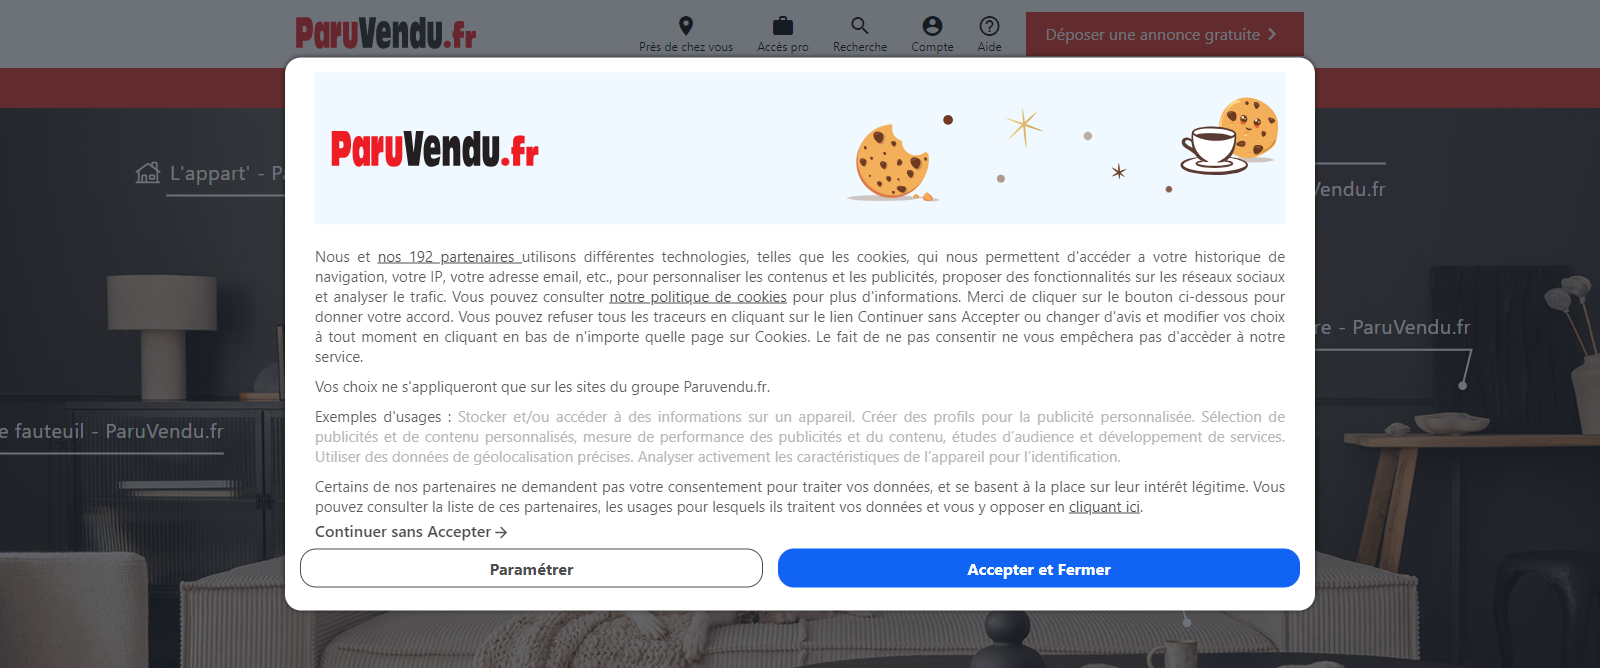 ParuVendu.fr
Près de chez vous
Accès pro
Recherche
Compte
Aide
Déposer une annonce gratuite
L'appart' -
Vendu.fr
- ParuVendu.fr
fauteuil - ParuVendu.fr
ParuVendu.fr
Nous et nos 192 partenaires utilisons différentes technologies, telles que les cookies, qui nous permettent d'accéder a votre historique de
navigation, votre IP, votre adresse email, etc., pour personnaliser les contenus et les publicités, proposer des fonctionnalités sur les réseaux sociaux
et analyser le trafic. Vous pouvez consulter notre politique de cookies pour plus d'informations. Merci de cliquer sur le bouton ci-dessous pour
donner votre accord. Vous pouvez refuser tous les traceurs en cliquant sur le lien Continuer sans Accepter ou changer d'avis et modifier vos choix
à tout moment en cliquant en bas de n'importe quelle page sur Cookies. Le fait de ne pas consentir ne vous empêchera pas d'accèder à notre
service.
Vos choix ne s'appliqueront que sur les sites du groupe Paruvendu.fr.
Exemples d'usages : Stocker et/ou accéder à des informations sur un appareil. Créer des profils pour la publicité personnalisée. Sélection de
publicités et de contenu personnalisés, mesure de performance des publicités et du contenu, études d’audience et développement de services.
Utiliser des données de géolocalisation précises. Analyser activement les caractéristiques de l’appareil pour l’identification.
Certains de nos partenaires ne demandent pas votre consentement pour traiter vos données, et se basent à la place sur leur intérêt légitime. Vous
pouvez consulter la liste de ces partenaires, les usages pour lesquels ils traitent vos données et vous y opposer en cliquant ici.
Continuer sans Accepter →
Paramétrer
Accepter et Fermer